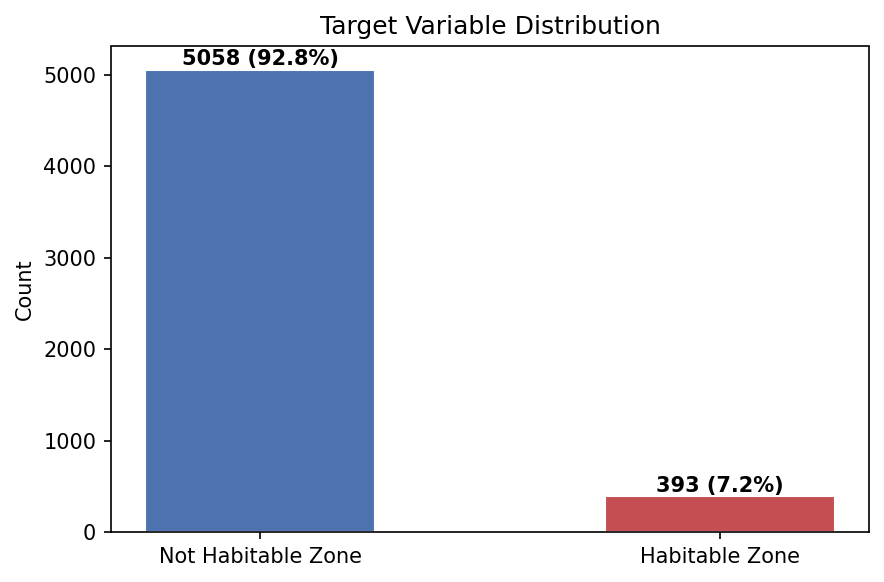 Target Variable Distribution
5058 (92.8%)
5000
4000
3000
2000
1000
0
Count
393 (7.2%)
Not Habitable Zone
Habitable Zone